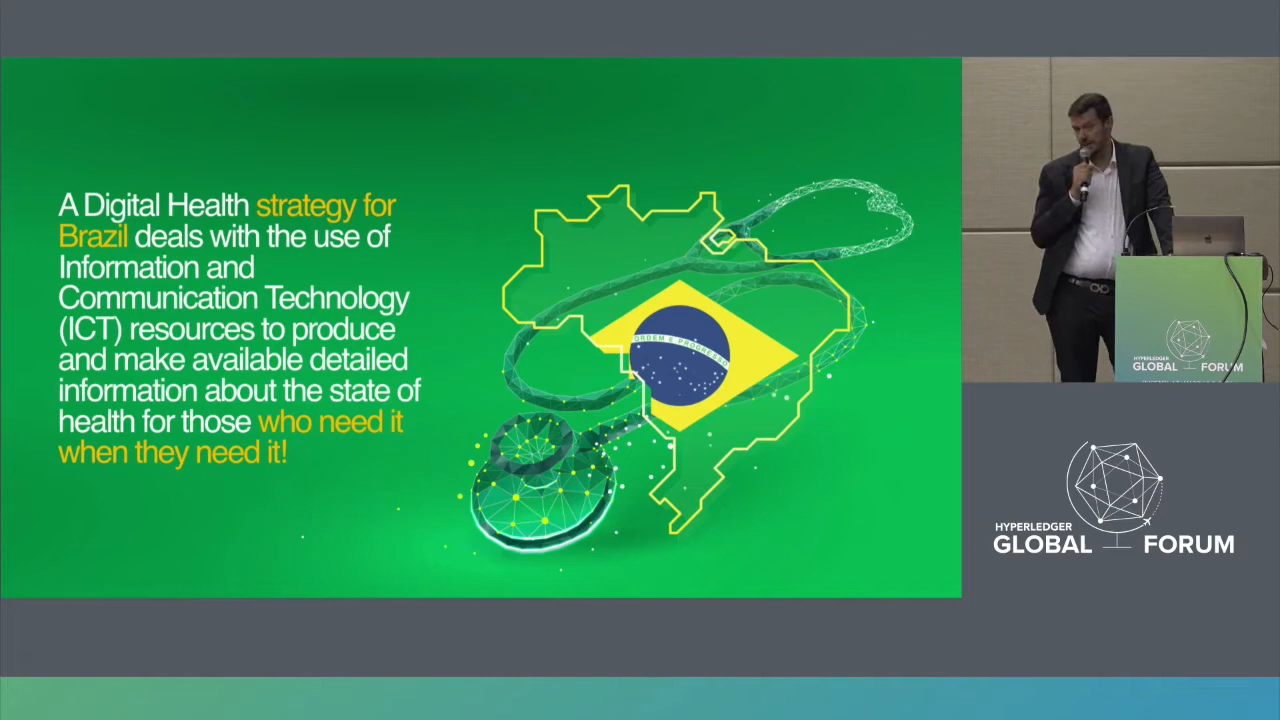 A Digital Health strategy for
Brazil deals with the use of
Information and
Communication Technology
(ICT) resources to produce
and make available detailed
information about the state of
health for those who need it
when they need it!
ORDEM E PROGRESSO
HYPERLEDGER
GLOBAL FORUM
HYPERLEDGER
GLOBAL FORUM